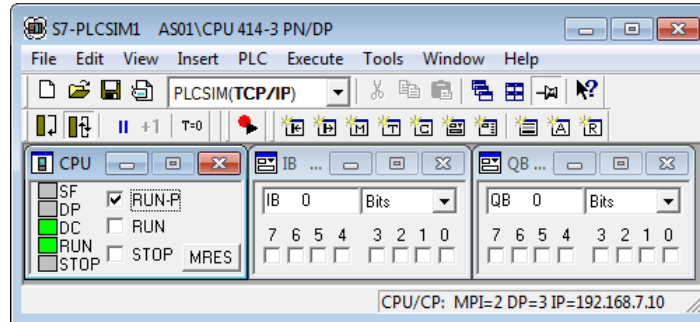 S7-PLCSIM1 AS01\CPU 414-3 PN/DP
File Edit View Insert PLC Execute Tools Window Help
PLCSIM(TCP/IP)
+1 T=0
CPU
SF
DP
DC
RUN
STOP
RUN-P
RUN
STOP
MRES
IB ...
IB 0 Bits
7 6 5 4 3 2 1 0
QB ...
QB 0 Bits
7 6 5 4 3 2 1 0
CPU/CP: MPI=2 DP=3 IP=192.168.7.10